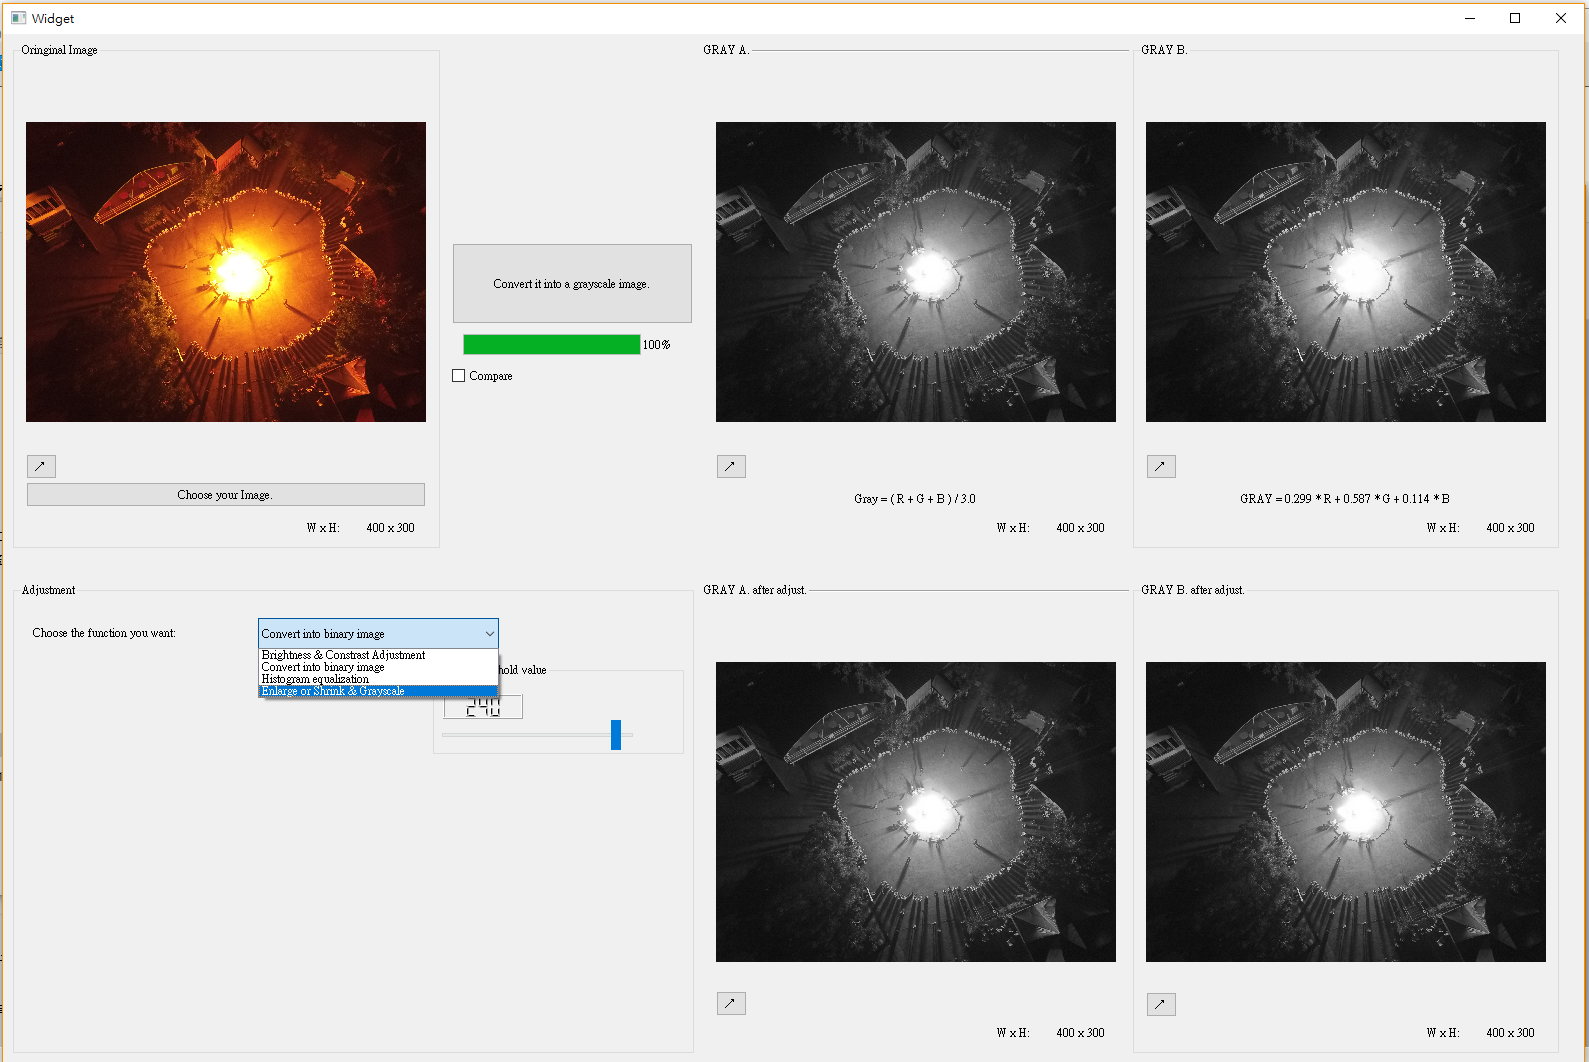 Widget
Oringinal Image
GRAY A.
GRAY B.
Convert it into a grayscale image.
100%
Compare
Choose your Image.
Gray = ( R + G + B ) / 3.0
GRAY = 0.299 * R + 0.587 * G + 0.114 * B
W x H: 400 x 300
W x H: 400 x 300
W x H: 400 x 300
Adjustment
GRAY A. after adjust.
GRAY B. after adjust.
Choose the function you want:
Convert into binary image
Brightness & Constrast Adjustment
Convert into binary image
Histogram equalization
Enlarge or Shrink & Grayscale
hold value
240
W x H: 400 x 300
W x H: 400 x 300